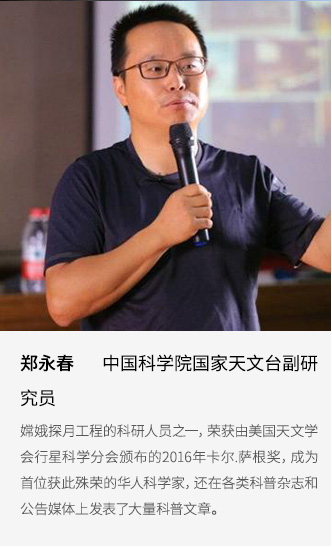 郑永春 中国科学院国家天文台副研
究员
嫦娥探月工程的科研人员之一，荣获由美国天文学
会行星科学分会颁布的2016年卡尔.萨根奖，成为
首位获此殊荣的华人科学家，还在各类科普杂志和
公告媒体上发表了大量科普文章。